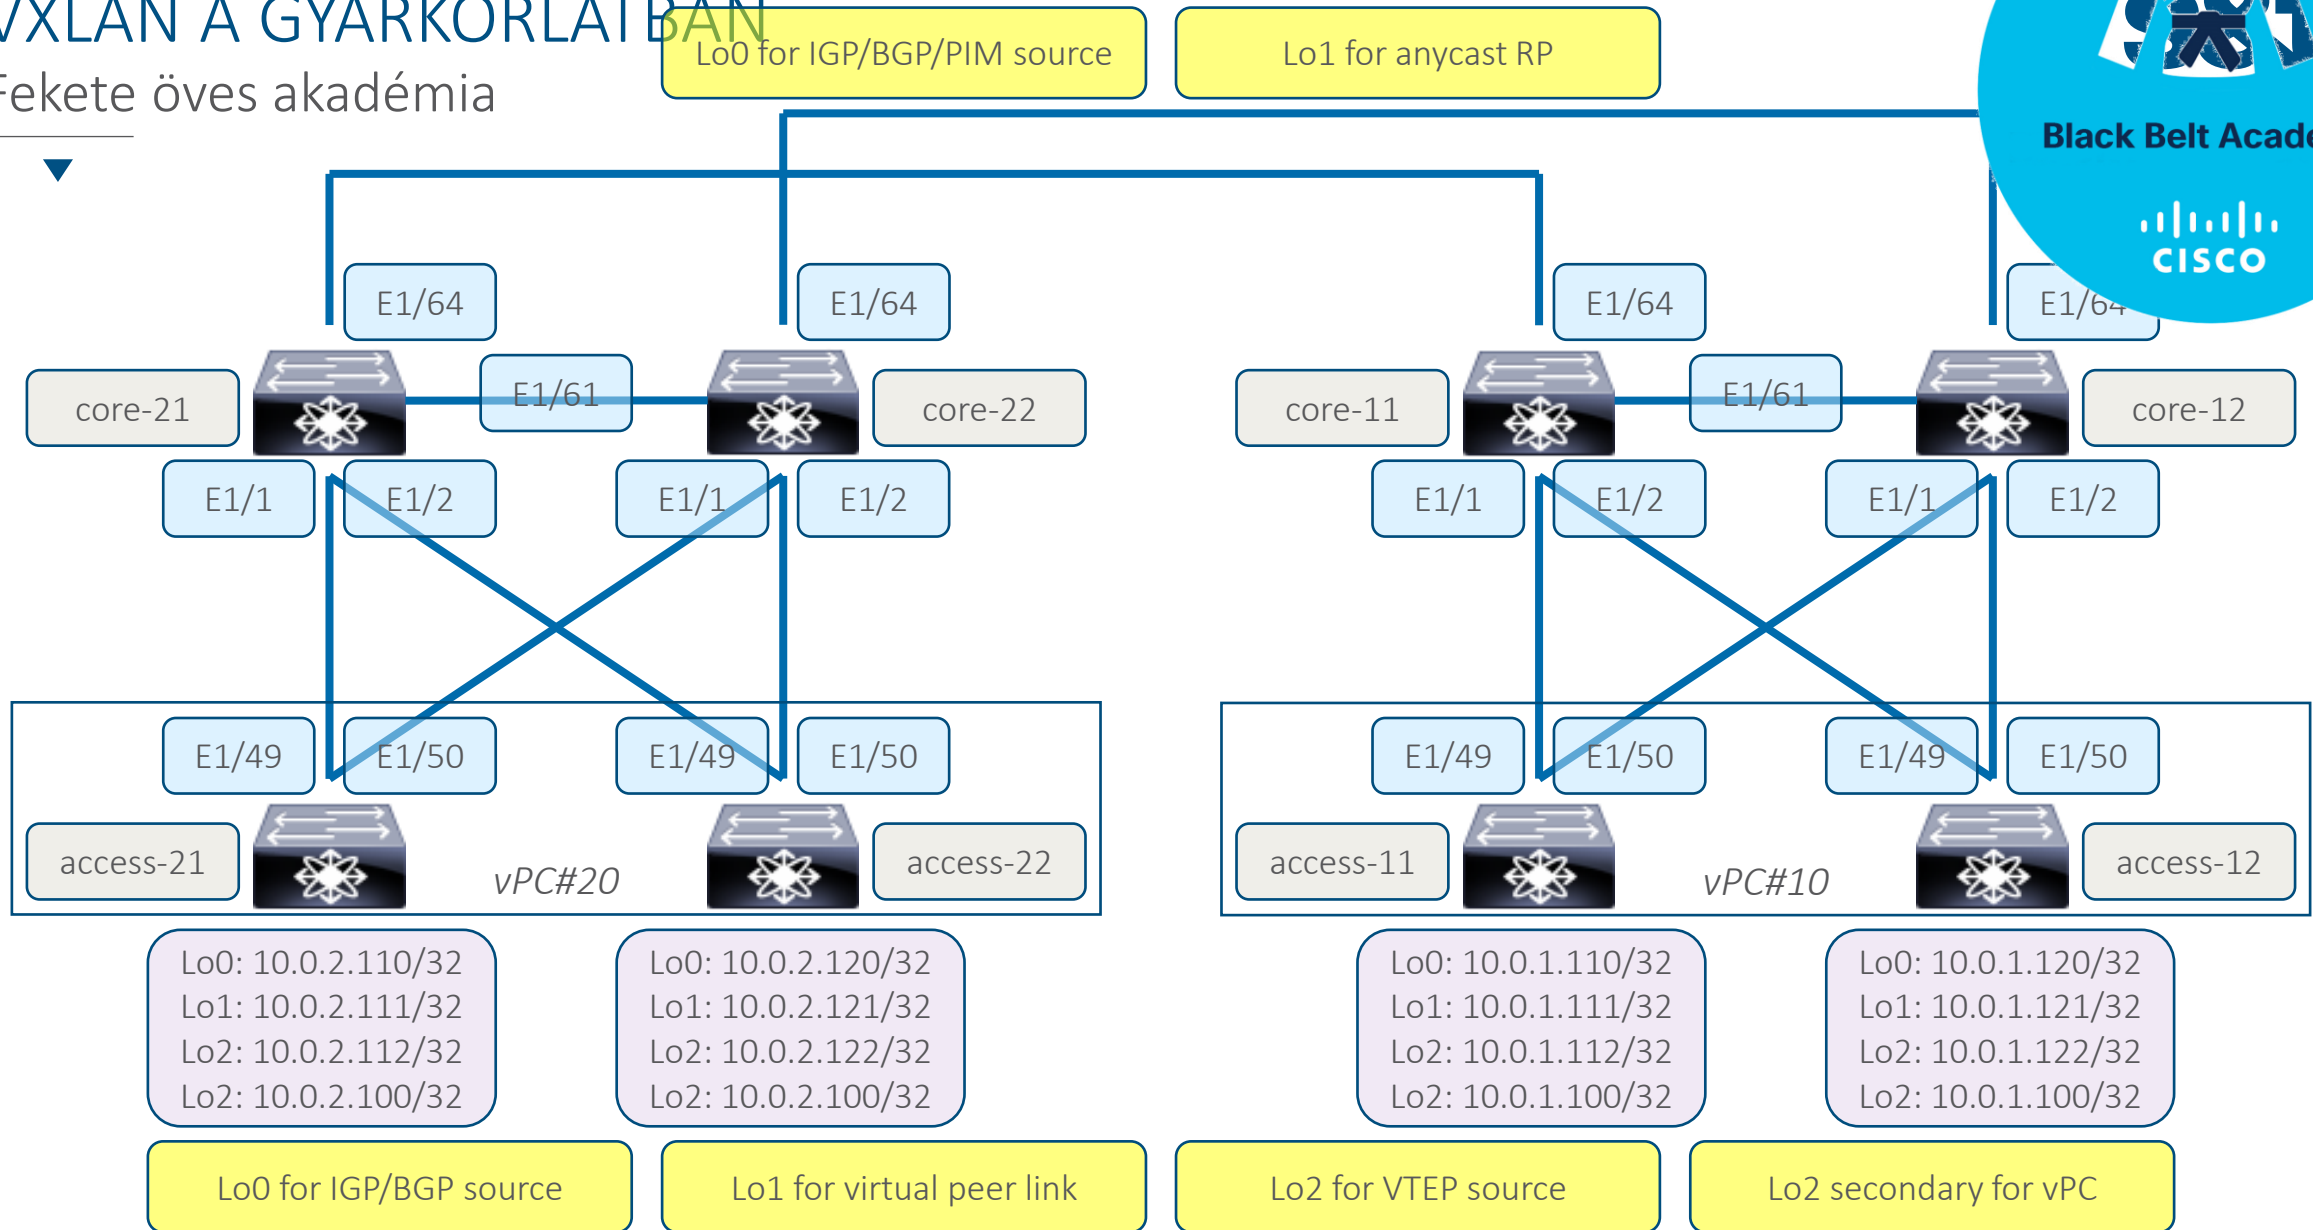 VXLAN A GYARKORLATBAN
Fekete öves akadémia
Lo0 for IGP/BGP/PIM source
Lo1 for anycast RP
Black Belt
CISCO
E1/64
E1/64
E1/64
E1/64
core-21
E1/61
core-22
core-11
E1/61
core-12
E1/1
E1/2
E1/1
E1/2
E1/1
E1/2
E1/1
E1/2
E1/49
E1/50
E1/49
E1/50
E1/49
E1/50
E1/49
E1/50
access-21
vPC#20
access-22
access-11
vPC#10
access-12
Lo0: 10.0.2.110/32
Lo1: 10.0.2.111/32
Lo2: 10.0.2.112/32
Lo2: 10.0.2.100/32
Lo0: 10.0.2.120/32
Lo1: 10.0.2.121/32
Lo2: 10.0.2.122/32
Lo2: 10.0.2.100/32
Lo0: 10.0.1.110/32
Lo1: 10.0.1.111/32
Lo2: 10.0.1.112/32
Lo2: 10.0.1.100/32
Lo0: 10.0.1.120/32
Lo1: 10.0.1.121/32
Lo2: 10.0.1.122/32
Lo2: 10.0.1.100/32
Lo0 for IGP/BGP source
Lo1 for virtual peer link
Lo2 for VTEP source
Lo2 secondary for vPC